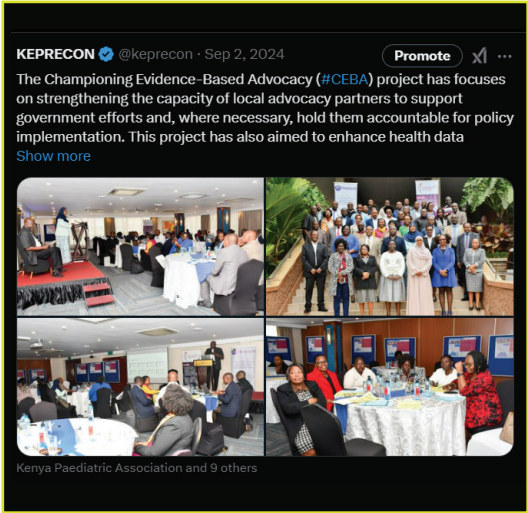 KEPRECON @keprecon · Sep 2, 2024 Promote ...
The Championing Evidence-Based Advocacy (#CEBA) project has focuses
on strengthening the capacity of local advocacy partners to support
government efforts and, where necessary, hold them accountable for policy
implementation. This project has also aimed to enhance health data
Show more
Kenya Paediatric Association and 9 others